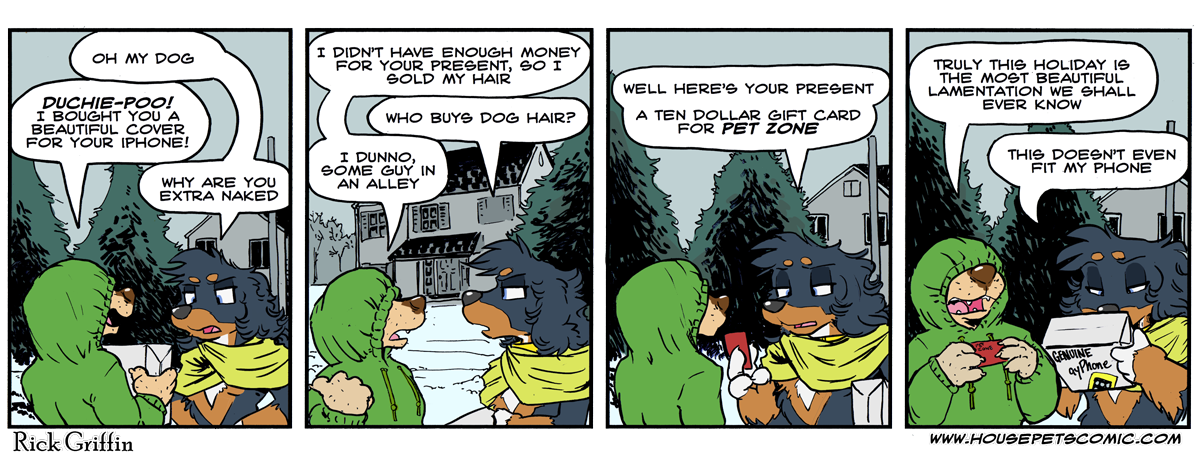 OH MY DOG
DUCHIE-POO!
I BOUGHT YOU A
BEAUTIFUL COVER
FOR YOUR IPHONE!
WHY ARE YOU
EXTRA NAKED
I DIDN'T HAVE ENOUGH MONEY
FOR YOUR PRESENT, SO I
SOLD MY HAIR
WHO BUYS DOG HAIR?
I DUNNO,
SOME GUY IN
AN ALLEY
WELL HERE'S YOUR PRESENT
A TEN DOLLAR GIFT CARD
FOR PET ZONE
TRULY THIS HOLIDAY IS
THE MOST BEAUTIFUL
LAMENTATION WE SHALL
EVER KNOW
THIS DOESN'T EVEN
FIT MY PHONE
GENUINE
ayPhone
Rick Griffin
WWW.HOUSEPETSCOMIC.COM